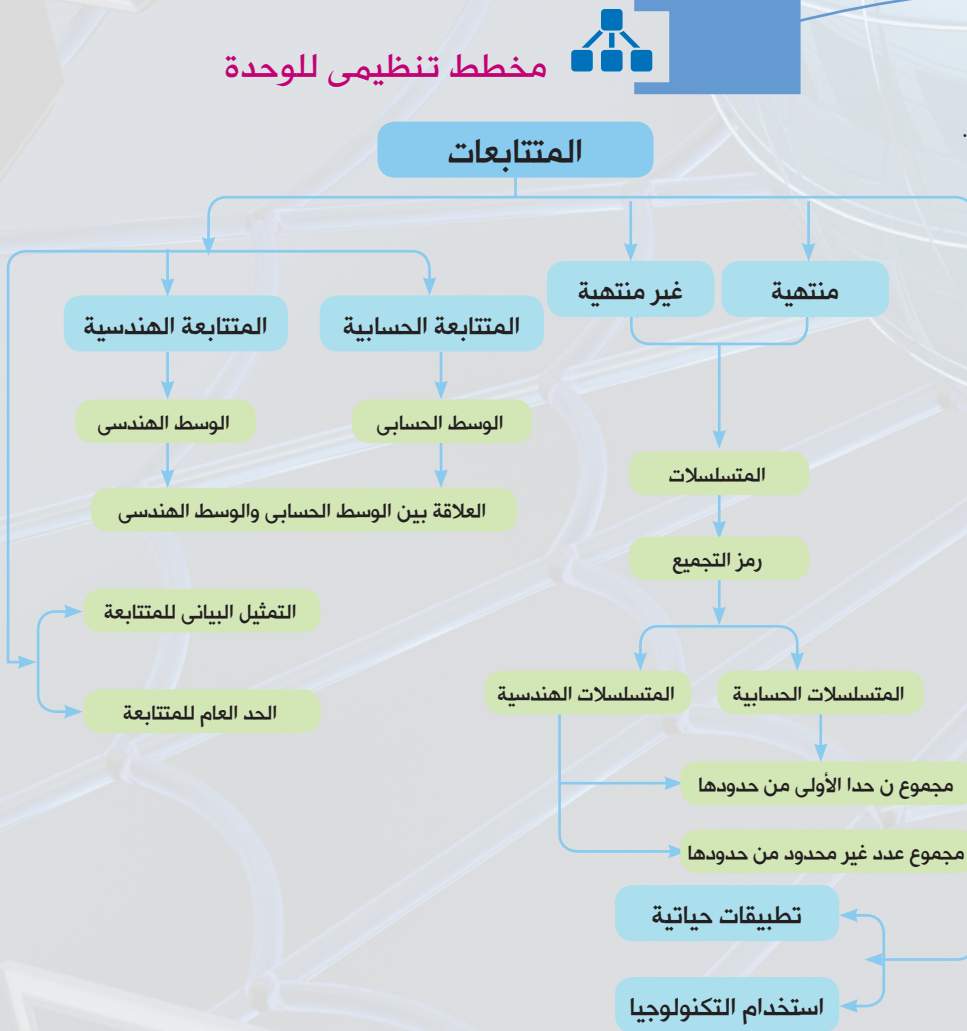 مخطط تنظيمى للوحدة
المتتابعات
منتهية
غير منتهية
المتتابعة الحسابية
المتتابعة الهندسية
الوسط الحسابى
الوسط الهندسى
العلاقة بين الوسط الحسابى والوسط الهندسى
المتسلسلات
رمز التجميع
التمثيل البيانى للمتتابعة
الحد العام للمتتابعة
المتسلسلات الحسابية
المتسلسلات الهندسية
مجموع ن حدا الأولى من حدودها
مجموع عدد غير محدود من حدودها
تطبيقات حياتية
استخدام التكنولوجيا